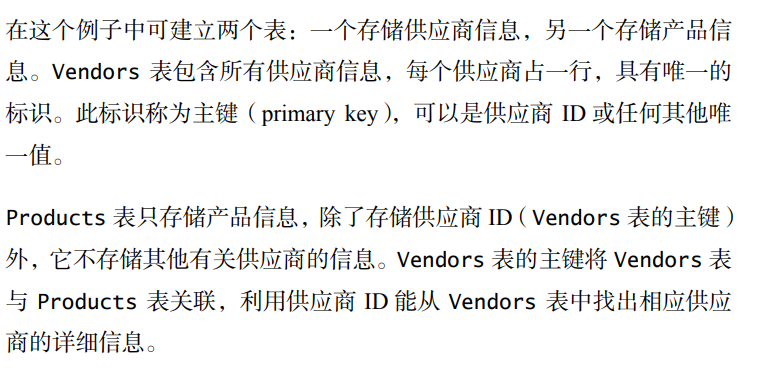 在这个例子中可建立两个表：一个存储供应商信息，另一个存储产品信
息。Vendors 表包含所有供应商信息，每个供应商占一行，具有唯一的
标识。此标识称为主键（primary key），可以是供应商 ID 或任何其他唯
一值。
Products 表只存储产品信息，除了存储供应商 ID（Vendors 表的主键）
外，它不存储其他有关供应商的信息。Vendors 表的主键将 Vendors 表
与 Products 表关联，利用供应商 ID 能从 Vendors 表中找出相应供应
商的详细信息。